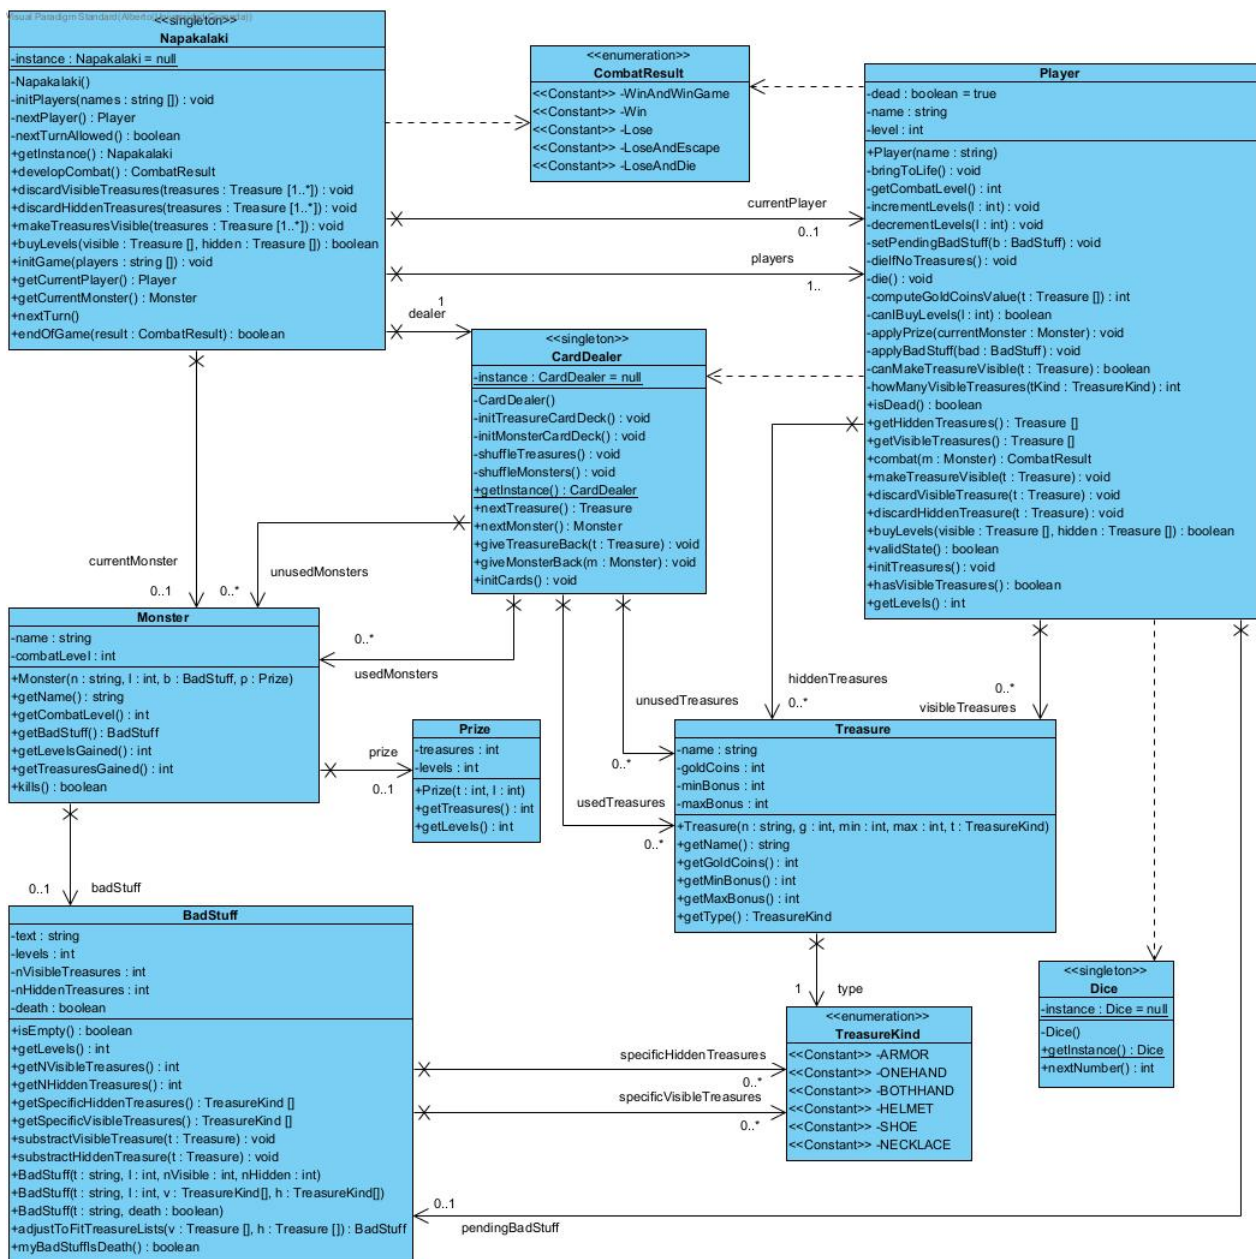 Visual Paradigm Standard(Alberto(Universidad Granada))
<<singleton>>
Napakalaki
-instance : Napakalaki = null
-Napakalaki()
-initPlayers(names : string []) : void
-nextPlayer() : Player
-nextTurnAllowed() : boolean
+getInstance() : Napakalaki
+developCombat() : CombatResult
+discardVisibleTreasures(treasures : Treasure [1..*]) : void
+discardHiddenTreasures(treasures : Treasure [1..*]) : void
+makeTreasuresVisible(treasures : Treasure [1..*]) : void
+buyLevels(visible : Treasure [], hidden : Treasure []) : boolean
+initGame(players : string []) : void
+getCurrentPlayer() : Player
+getCurrentMonster() : Monster
+nextTurn()
+endOfGame(result : CombatResult) : boolean
<<enumeration>>
CombatResult
<<Constant>> -WinAndWinGame
<<Constant>> -Win
<<Constant>> -Lose
<<Constant>> -LoseAndEscape
<<Constant>> -LoseAndDie
Player
-dead : boolean = true
-name : string
-level : int
+Player(name : string)
-bringToLife() : void
-getCombatLevel() : int
-incrementLevels(l : int) : void
-decrementLevels(l : int) : void
-setPendingBadStuff(b : BadStuff) : void
-dieIfNoTreasures() : void
-die() : void
-computeGoldCoinsValue(t : Treasure []) : int
-canIBuyLevels(l : int) : boolean
-applyPrize(currentMonster : Monster) : void
-applyBadStuff(bad : BadStuff) : void
-canMakeTreasureVisible(t : Treasure) : boolean
-howManyVisibleTreasures(tKind : TreasureKind) : int
+isDead() : boolean
+getHiddenTreasures() : Treasure []
+getVisibleTreasures() : Treasure []
+combat(m : Monster) : CombatResult
+makeTreasureVisible(t : Treasure) : void
+discardVisibleTreasure(t : Treasure) : void
+discardHiddenTreasure(t : Treasure) : void
+buyLevels(visible : Treasure [], hidden : Treasure []) : boolean
+validState() : boolean
+initTreasures() : void
+hasVisibleTreasures() : boolean
+getLevels() : int
currentPlayer
0..1
players
1..
1
dealer
<<singleton>>
CardDealer
-instance : CardDealer = null
-CardDealer()
-initTreasureCardDeck() : void
-initMonsterCardDeck() : void
-shuffleTreasures() : void
-shuffleMonsters() : void
+getInstance() : CardDealer
+nextTreasure() : Treasure
+nextMonster() : Monster
+giveTreasureBack(t : Treasure) : void
+giveMonsterBack(m : Monster) : void
+initCards() : void
currentMonster
0..1
unusedMonsters
0..*
0..*
usedMonsters
unusedTreasures
0..*
usedTreasures
0..*
hiddenTreasures
0..*
0..*
visibleTreasures
Monster
-name : string
-combatLevel : int
+Monster(n : string, l : int, b : BadStuff, p : Prize)
+getName() : string
+getCombatLevel() : int
+getBadStuff() : BadStuff
+getLevelsGained() : int
+getTreasuresGained() : int
+kills() : boolean
prize
0..1
Prize
-treasures : int
-levels : int
+Prize(t : int, l : int)
+getTreasures() : int
+getLevels() : int
Treasure
-name : string
-goldCoins : int
-minBonus : int
-maxBonus : int
+Treasure(n : string, g : int, min : int, max : int, t : TreasureKind)
+getName() : string
+getGoldCoins() : int
+getMinBonus() : int
+getMaxBonus() : int
+getType() : TreasureKind
0..1
badStuff
BadStuff
-text : string
-levels : int
-nVisibleTreasures : int
-nHiddenTreasures : int
-death : boolean
+isEmpty() : boolean
+getLevels() : int
+getNVisibleTreasures() : int
+getNHiddenTreasures() : int
+getSpecificHiddenTreasures() : TreasureKind []
+getSpecificVisibleTreasures() : TreasureKind []
+substractVisibleTreasure(t : Treasure) : void
+substractHiddenTreasure(t : Treasure) : void
+BadStuff(t : string, l : int, nVisible : int, nHidden : int)
+BadStuff(t : string, l : int, v : TreasureKind[], h : TreasureKind[])
+BadStuff(t : string, death : boolean)
+adjustToFitTreasureLists(v : Treasure [], h : Treasure []) : BadStuff
+myBadStuffIsDeath() : boolean
1
type
specificHiddenTreasures
0..*
specificVisibleTreasures
0..*
<<enumeration>>
TreasureKind
<<Constant>> -ARMOR
<<Constant>> -ONEHAND
<<Constant>> -BOTHHAND
<<Constant>> -HELMET
<<Constant>> -SHOE
<<Constant>> -NECKLACE
<<singleton>>
Dice
-instance : Dice = null
-Dice()
+getInstance() : Dice
+nextNumber() : int
0..1
pendingBadStuff